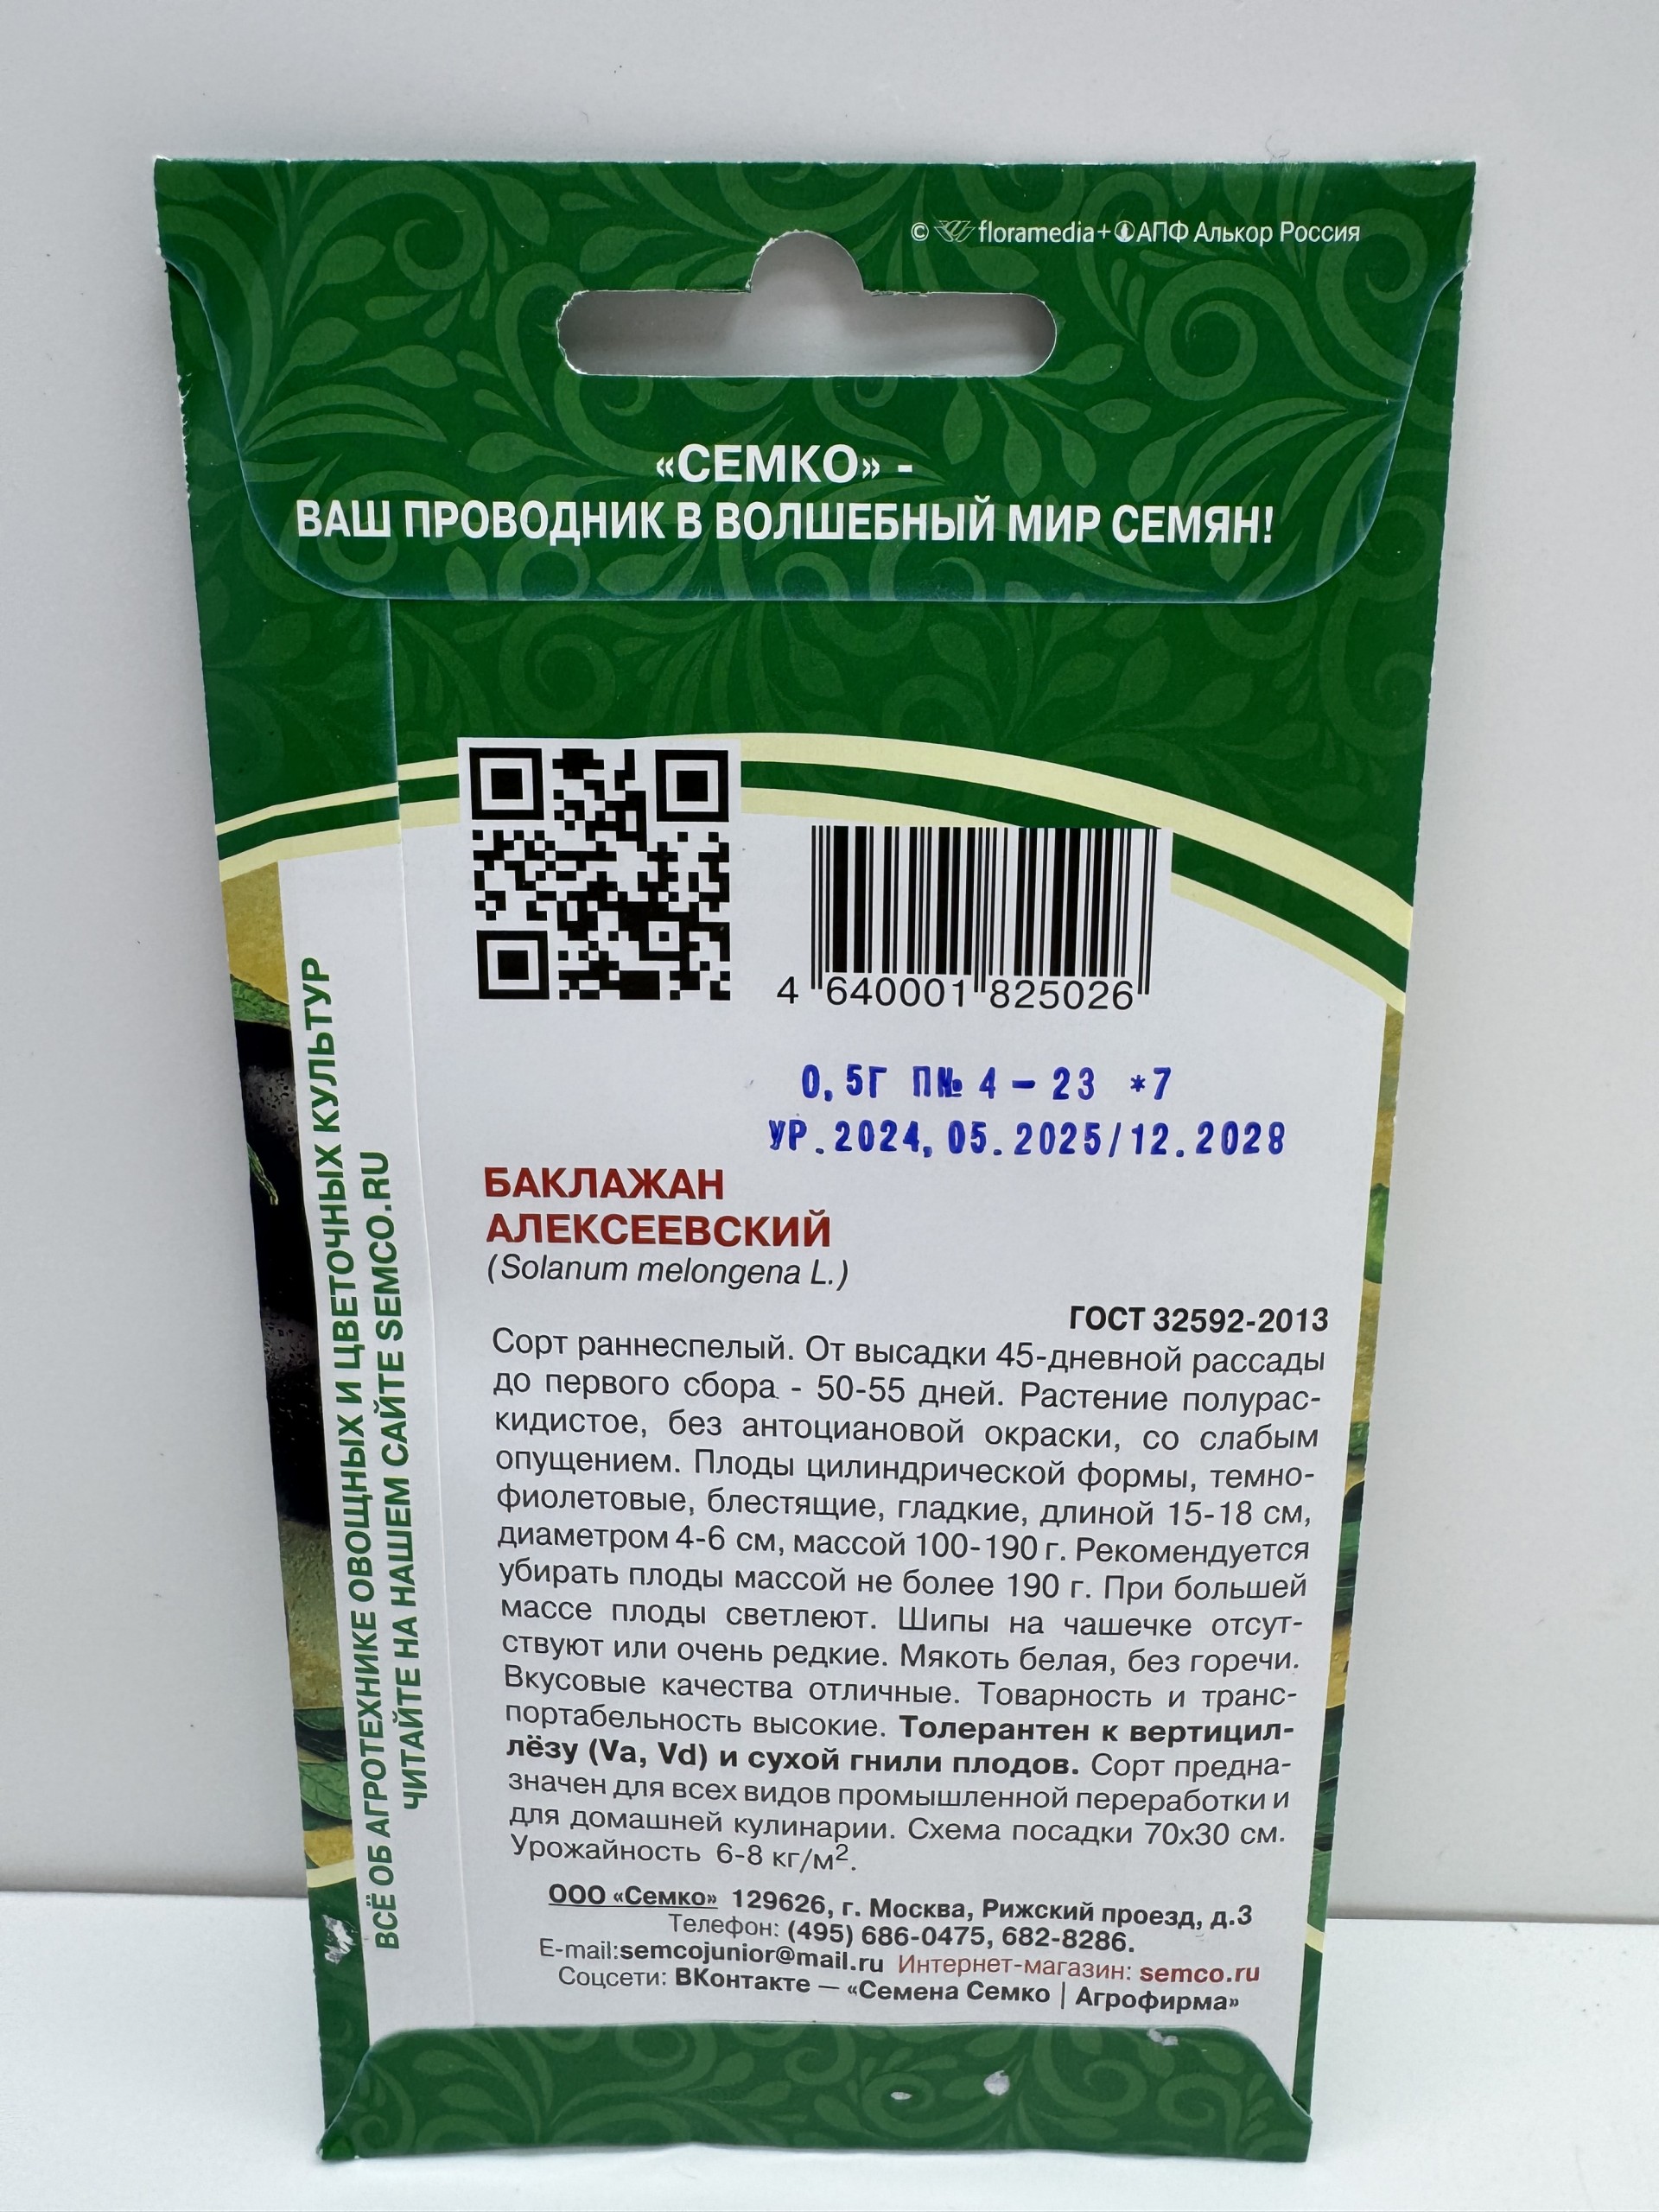 © floramedia+ АПФ Алькор Россия
«СЕМКО» -
ВАШ ПРОВОДНИК В ВОЛШЕБНЫЙ МИР СЕМЯН!
4 640001 825026
0,5Г П№ 4-23 *7
УР.2024,05.2025/12.2028
БАКЛАЖАН
АЛЕКСЕЕВСКИЙ
(Solanum melongena L.)
ГОСТ 32592-2013
Сорт раннеспелый. От высадки 45-дневной рассады
до первого сбора - 50-55 дней. Растение полурас-
кидистое, без антоциановой окраски, со слабым
опущением. Плоды цилиндрической формы, темно-
фиолетовые, блестящие, гладкие, длиной 15-18 см,
диаметром 4-6 см, массой 100-190 г. Рекомендуется
убирать плоды массой не более 190 г. При большей
массе плоды светлеют. Шипы на чашечке отсут-
ствуют или очень редкие. Мякоть белая, без горечи.
Вкусовые качества отличные. Товарность и транс-
портабельность высокие. Толерантен к вертицил-
лёзу (Va, Vd) и сухой гнили плодов. Сорт предна-
значен для всех видов промышленной переработки и
для домашней кулинарии. Схема посадки 70х30 см.
Урожайность 6-8 кг/м².
ООО «Семко» 129626, г. Москва, Рижский проезд, д.3
Телефон: (495) 686-0475, 682-8286.
E-mail:semcojunior@mail.ru Интернет-магазин: semco.ru
Соцсети: ВКонтакте — «Семена Семко | Агрофирма»
ВСЁ ОБ АГРОТЕХНИКЕ ОВОЩНЫХ И ЦВЕТОЧНЫХ КУЛЬТУР
ЧИТАЙТЕ НА НАШЕМ САЙТЕ SEMCO.RU